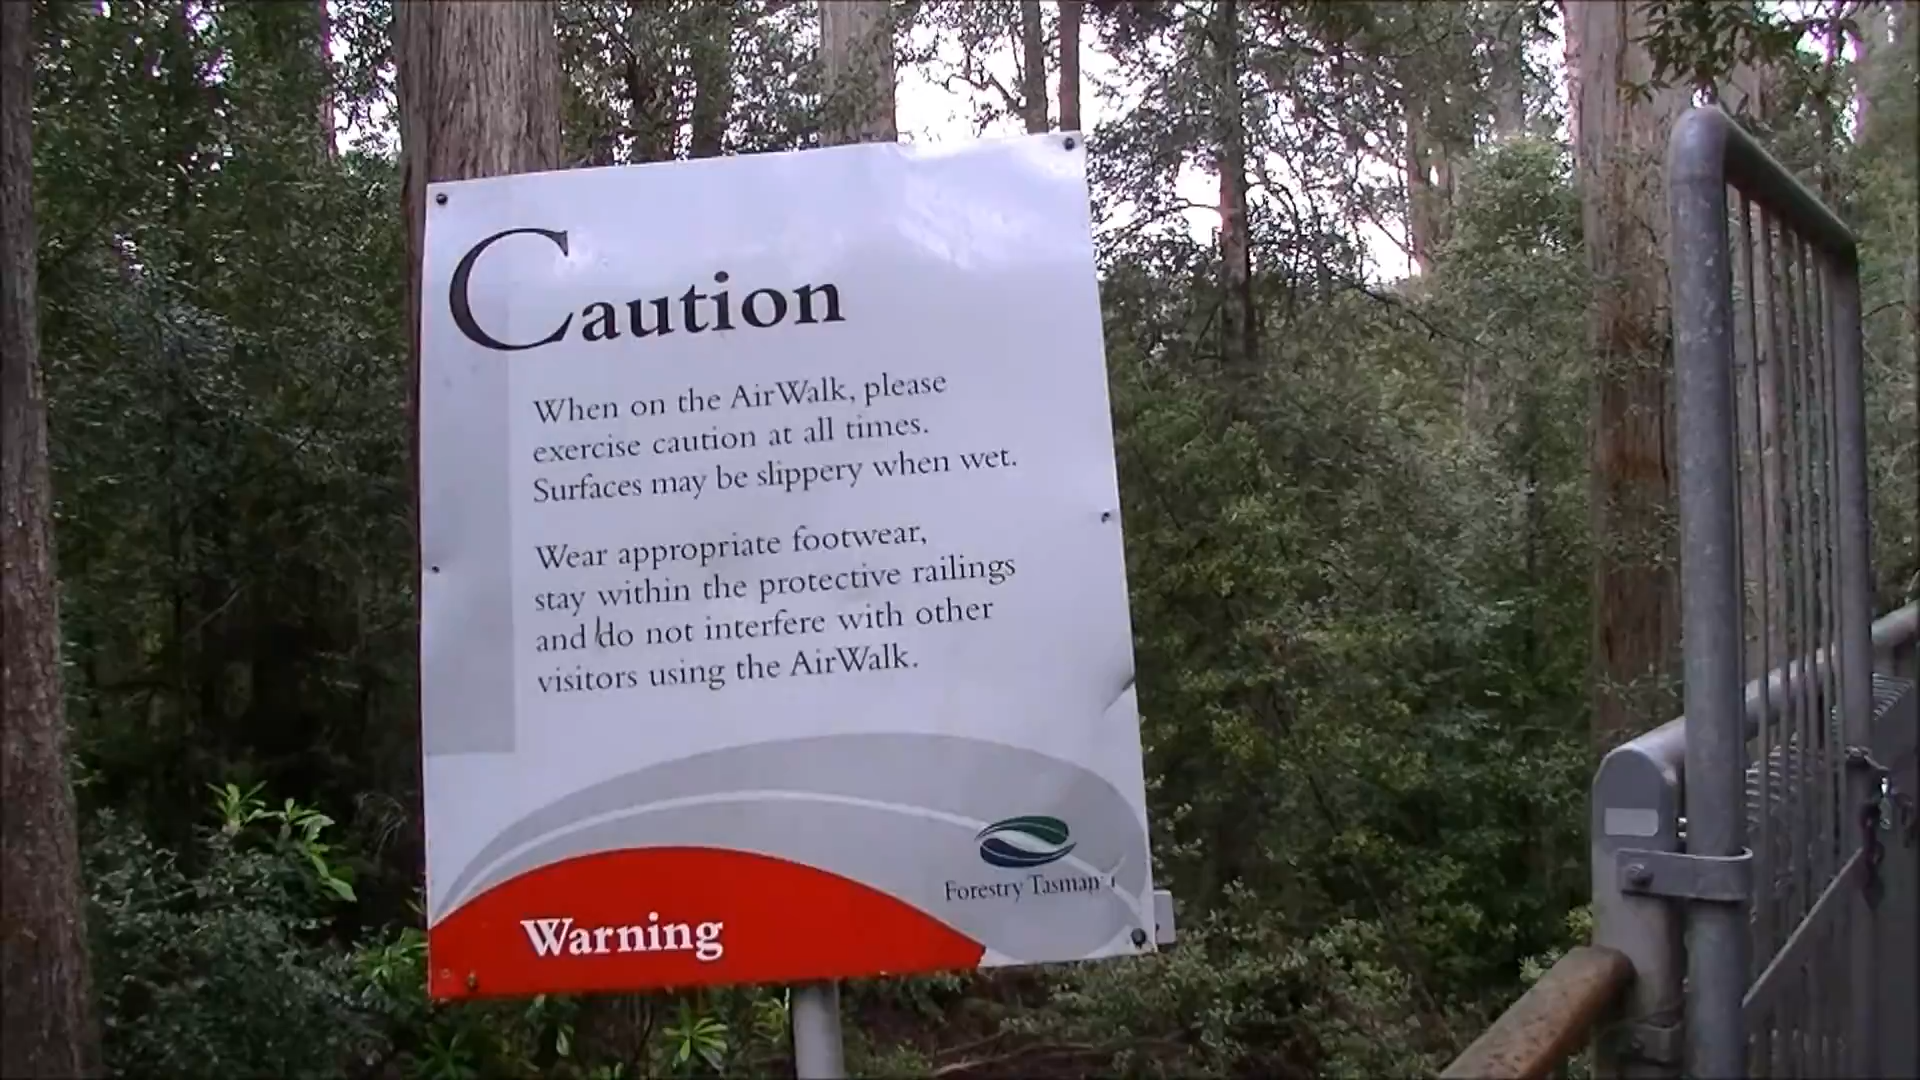 Caution
When on the AirWalk, please
exercise caution at all times.
Surfaces may be slippery when wet.
Wear appropriate footwear,
stay within the protective railings
and do not interfere with other
visitors using the AirWalk.
Forestry
Warning